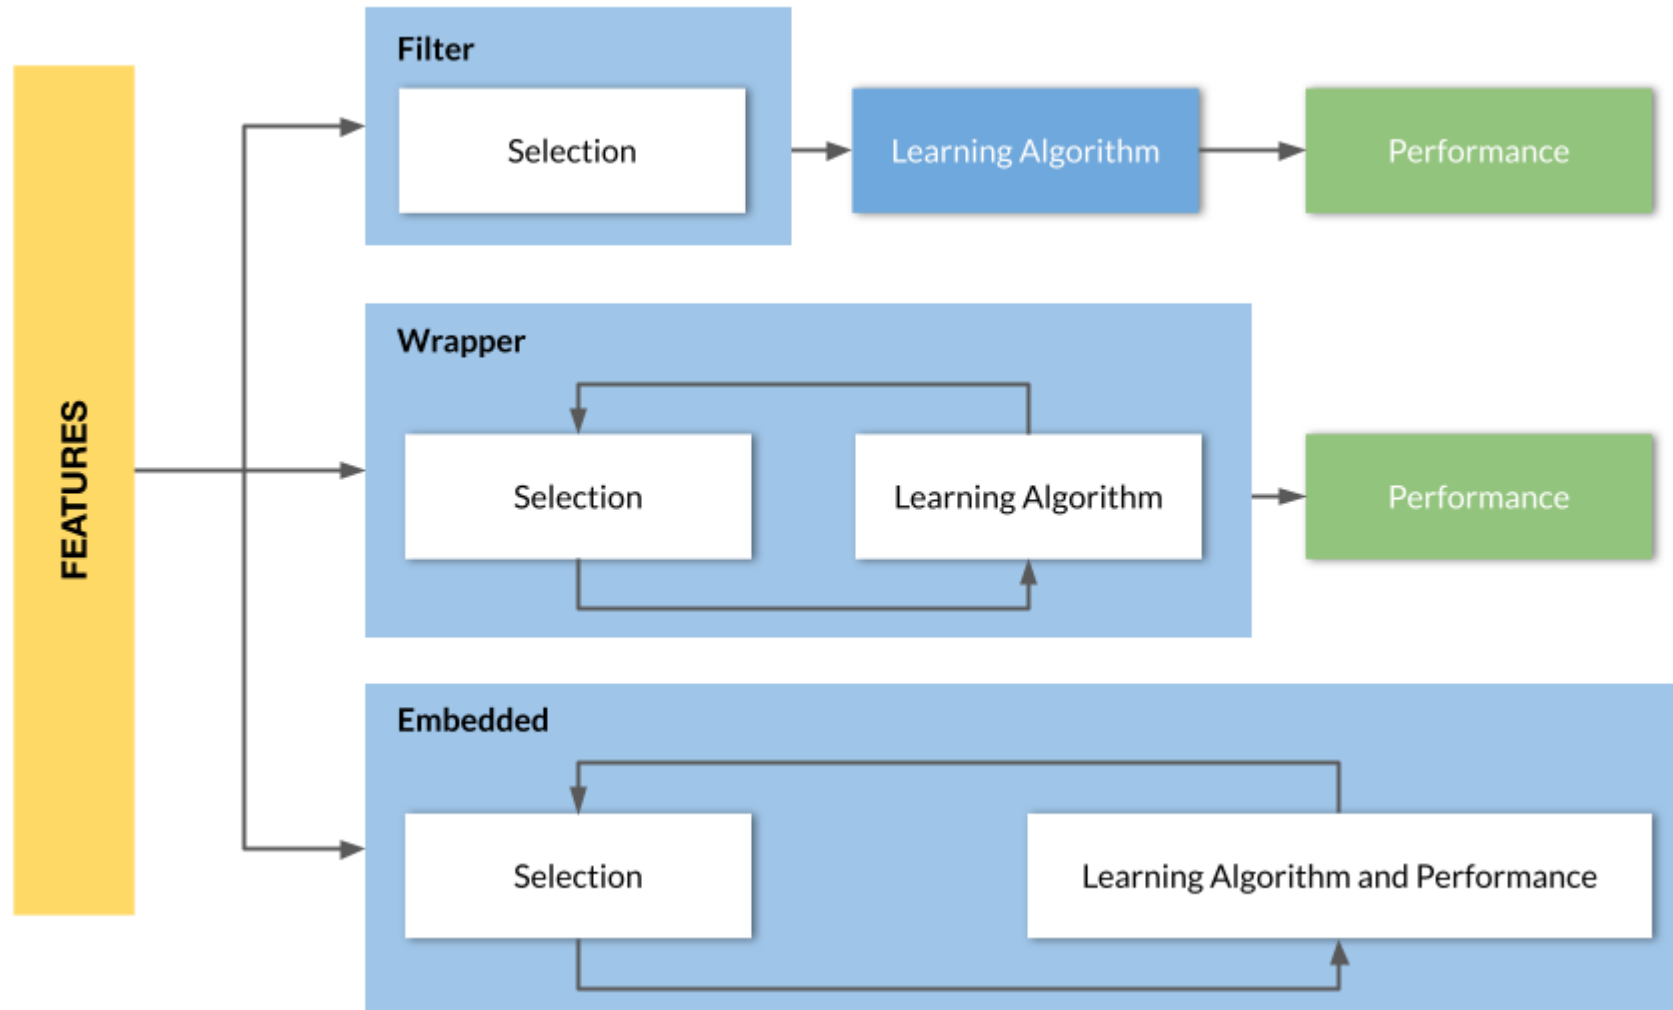 FEATURES
Filter
Selection
Learning Algorithm
Performance
Wrapper
Selection
Learning Algorithm
Performance
Embedded
Selection
Learning Algorithm and Performance